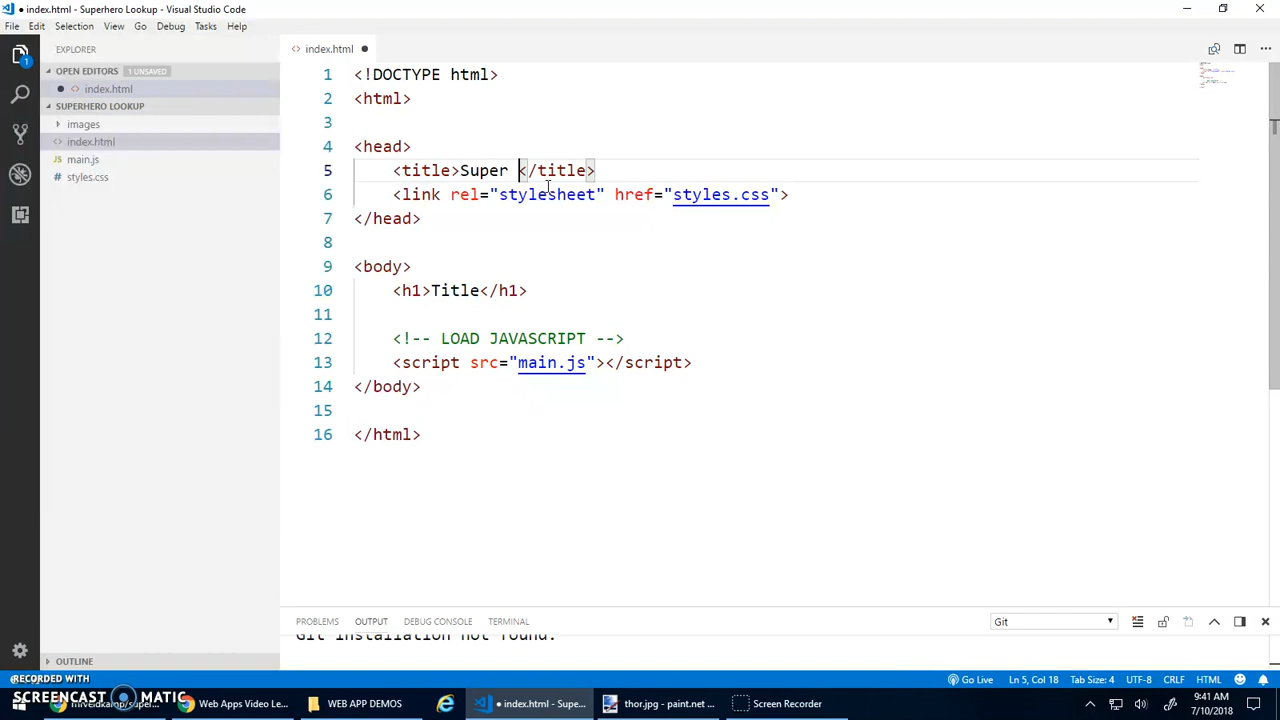 ● index.html - Superhero Lookup - Visual Studio Code
File Edit Selection View Go Debug Tasks Help
EXPLORER
OPEN EDITORS 1 UNSAVED
● <> index.html
SUPERHERO LOOKUP
images
<> index.html
main.js
# styles.css
OUTLINE
1
<> index.html ●
1 <!DOCTYPE html>
2 <html>
3
4 <head>
5 <title>Super </title>
6 <link rel="stylesheet" href="styles.css">
7 </head>
8
9 <body>
10 <h1>Title</h1>
11
12 <!-- LOAD JAVASCRIPT -->
13 <script src="main.js"></script>
14 </body>
15
16 </html>
PROBLEMS OUTPUT DEBUG CONSOLE TERMINAL Git
Git installation not found.
Go Live Ln 5, Col 18 Tab Size: 4 UTF-8 CRLF HTML
RECORDED WITH
SCREENCAST MATIC
Web Apps Video Le... WEB APP DEMOS ● index.html - Supe... thor.jpg - paint.net ... Screen Recorder
9:41 AM
7/10/2018